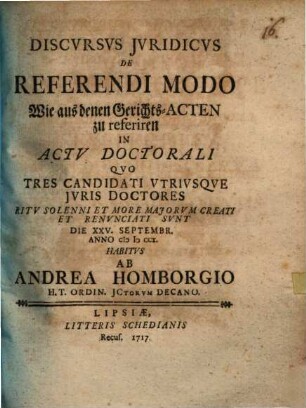 16.
DISCVRSVS JVRIDICVS
DE
REFERENDI MODO
Wie aus denen Gerichts-ACTEN
zu referiren
IN
ACTV DOCTORALI
QVO
TRES CANDIDATI VTRIVSQVE
JVRIS DOCTORES
RITV SOLENNI ET MORE MAJORVM CREATI
ET RENVNCIATI SVNT
DIE XXV. SEPTEMBR.
ANNO cIɔ Iɔ CCI.
HABITVS
AB
ANDREA HOMBORGIO
H.T. ORDIN. JCTORVM DECANO.
LIPSIÆ,
LITTERIS SCHEDIANIS
Recus. 1717.